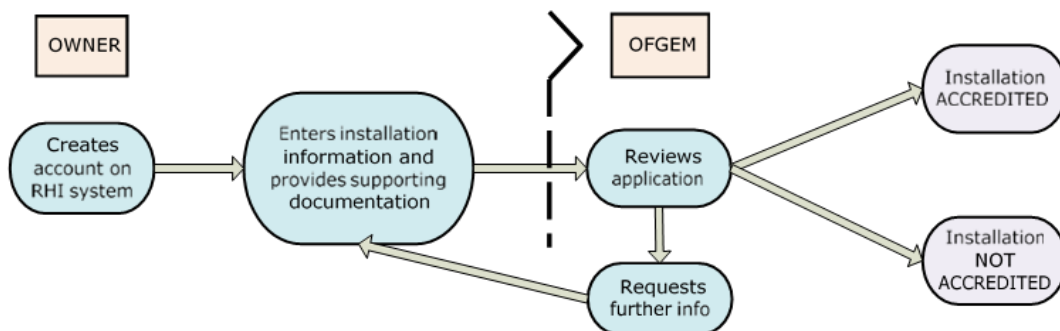 OWNER
OFGEM
Creates
account on
RHI system
Enters installation
information and
provides supporting
documentation
Reviews
application
Requests
further info
Installation
ACCREDITED
Installation
NOT
ACCREDITED